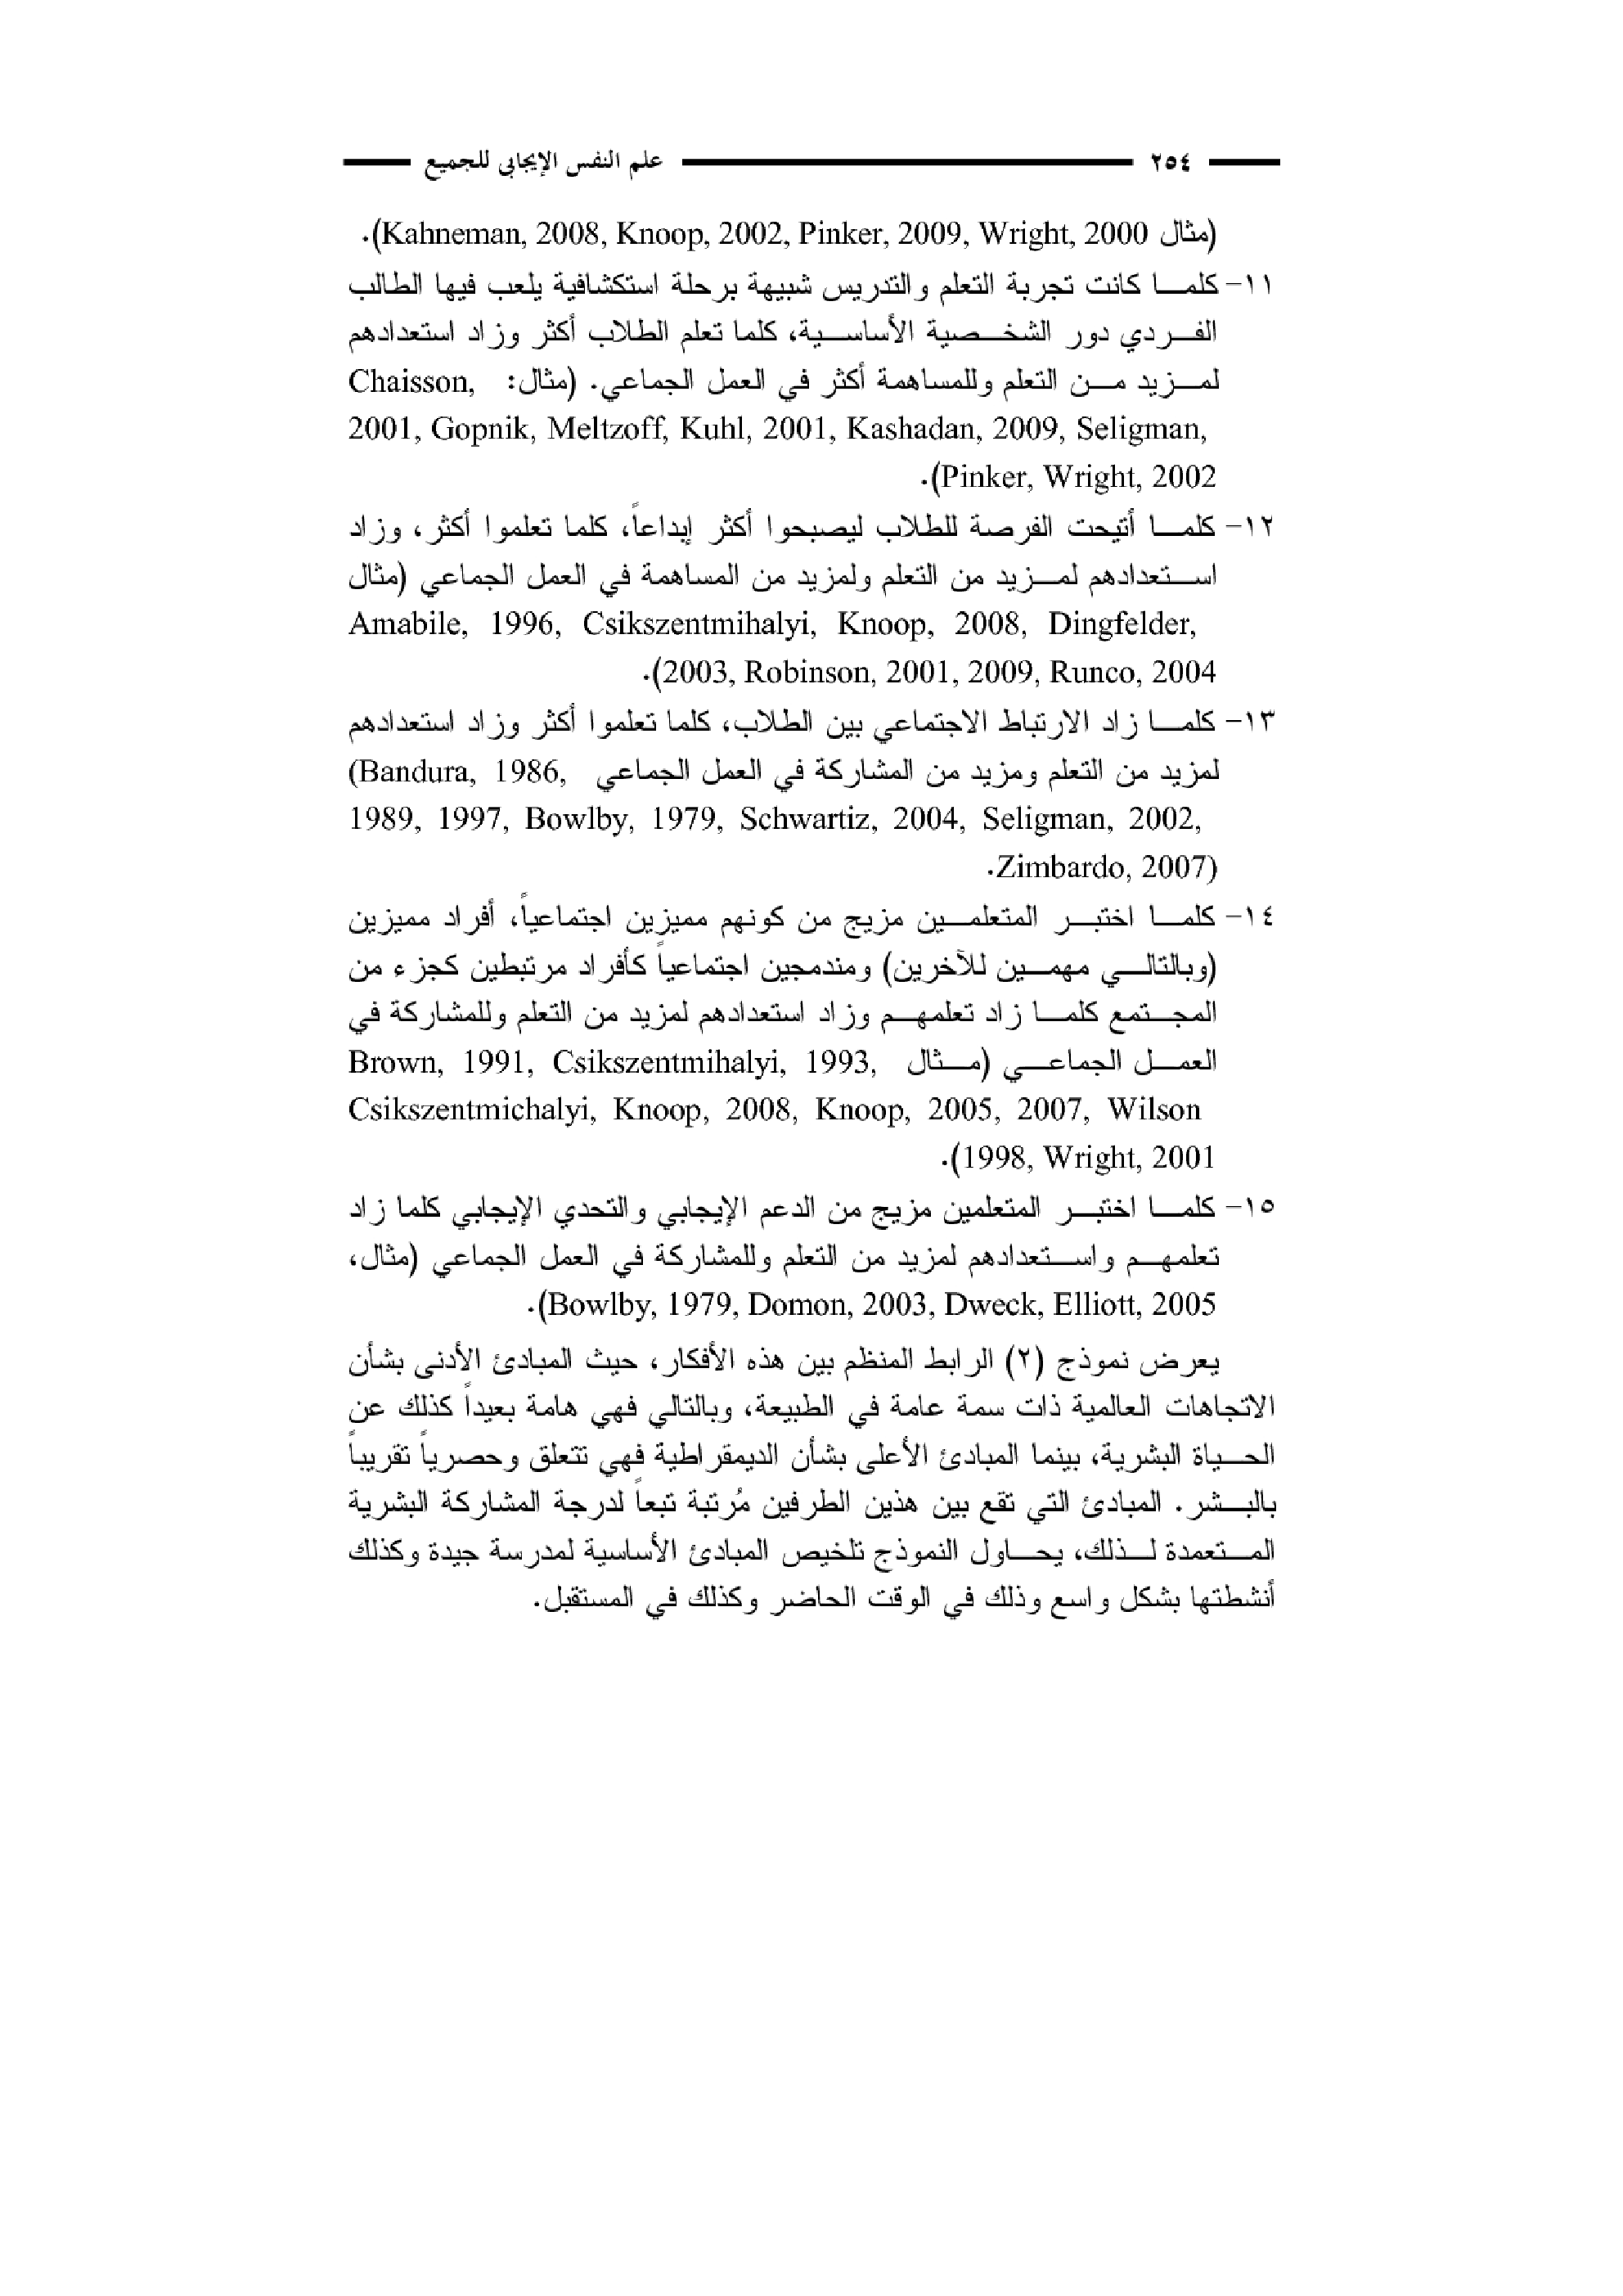 ٢٥٤ علم النفس الإيجابي للجميع
(مثال Kahneman, 2008, Knoop, 2002, Pinker, 2009, Wright, 2000).
١١- كلما كانت تجربة التعلم والتدريس شبيهة برحلة استكشافية يلعب فيها الطالب
الفردي دور الشخصية الأساسية، كلما تعلم الطلاب أكثر وزاد استعدادهم
لمزيد من التعلم وللمساهمة أكثر في العمل الجماعي. (مثال: Chaisson,
2001, Gopnik, Meltzoff, Kuhl, 2001, Kashadan, 2009, Seligman,
Pinker, Wright, 2002).
١٢- كلما أتيحت الفرصة للطلاب ليصبحوا أكثر إبداعاً، كلما تعلموا أكثر، وزاد
استعدادهم لمزيد من التعلم ولمزيد من المساهمة في العمل الجماعي (مثال
Amabile, 1996, Csikszentmihalyi, Knoop, 2008, Dingfelder,
2003, Robinson, 2001, 2009, Runco, 2004).
١٣- كلما زاد الارتباط الاجتماعي بين الطلاب، كلما تعلموا أكثر وزاد استعدادهم
لمزيد من التعلم ومزيد من المشاركة في العمل الجماعي (Bandura, 1986,
1989, 1997, Bowlby, 1979, Schwartiz, 2004, Seligman, 2002,
Zimbardo, 2007).
١٤- كلما اختبر المتعلمين مزيج من كونهم مميزين اجتماعياً، أفراد مميزين
(وبالتالي مهمين للآخرين) ومندمجين اجتماعياً كأفراد مرتبطين كجزء من
المجتمع كلما زاد تعلمهم وزاد استعدادهم لمزيد من التعلم وللمشاركة في
العمل الجماعي (مثال Brown, 1991, Csikszentmihalyi, 1993,
Csikszentmichalyi, Knoop, 2008, Knoop, 2005, 2007, Wilson
1998, Wright, 2001).
١٥- كلما اختبر المتعلمين مزيج من الدعم الإيجابي والتحدي الإيجابي كلما زاد
تعلمهم واستعدادهم لمزيد من التعلم وللمشاركة في العمل الجماعي (مثال،
Bowlby, 1979, Domon, 2003, Dweck, Elliott, 2005).
يعرض نموذج (٢) الرابط المنظم بين هذه الأفكار، حيث المبادئ الأدنى بشأن
الاتجاهات العالمية ذات سمة عامة في الطبيعة، وبالتالي فهي هامة بعيداً كذلك عن
الحياة البشرية، بينما المبادئ الأعلى بشأن الديمقراطية فهي تتعلق وحصرياً تقريباً
بالبشر. المبادئ التي تقع بين هذين الطرفين مُرتبة تبعاً لدرجة المشاركة البشرية
المتعمدة لذلك، يحاول النموذج تلخيص المبادئ الأساسية لمدرسة جيدة وكذلك
أنشطتها بشكل واسع وذلك في الوقت الحاضر وكذلك في المستقبل.